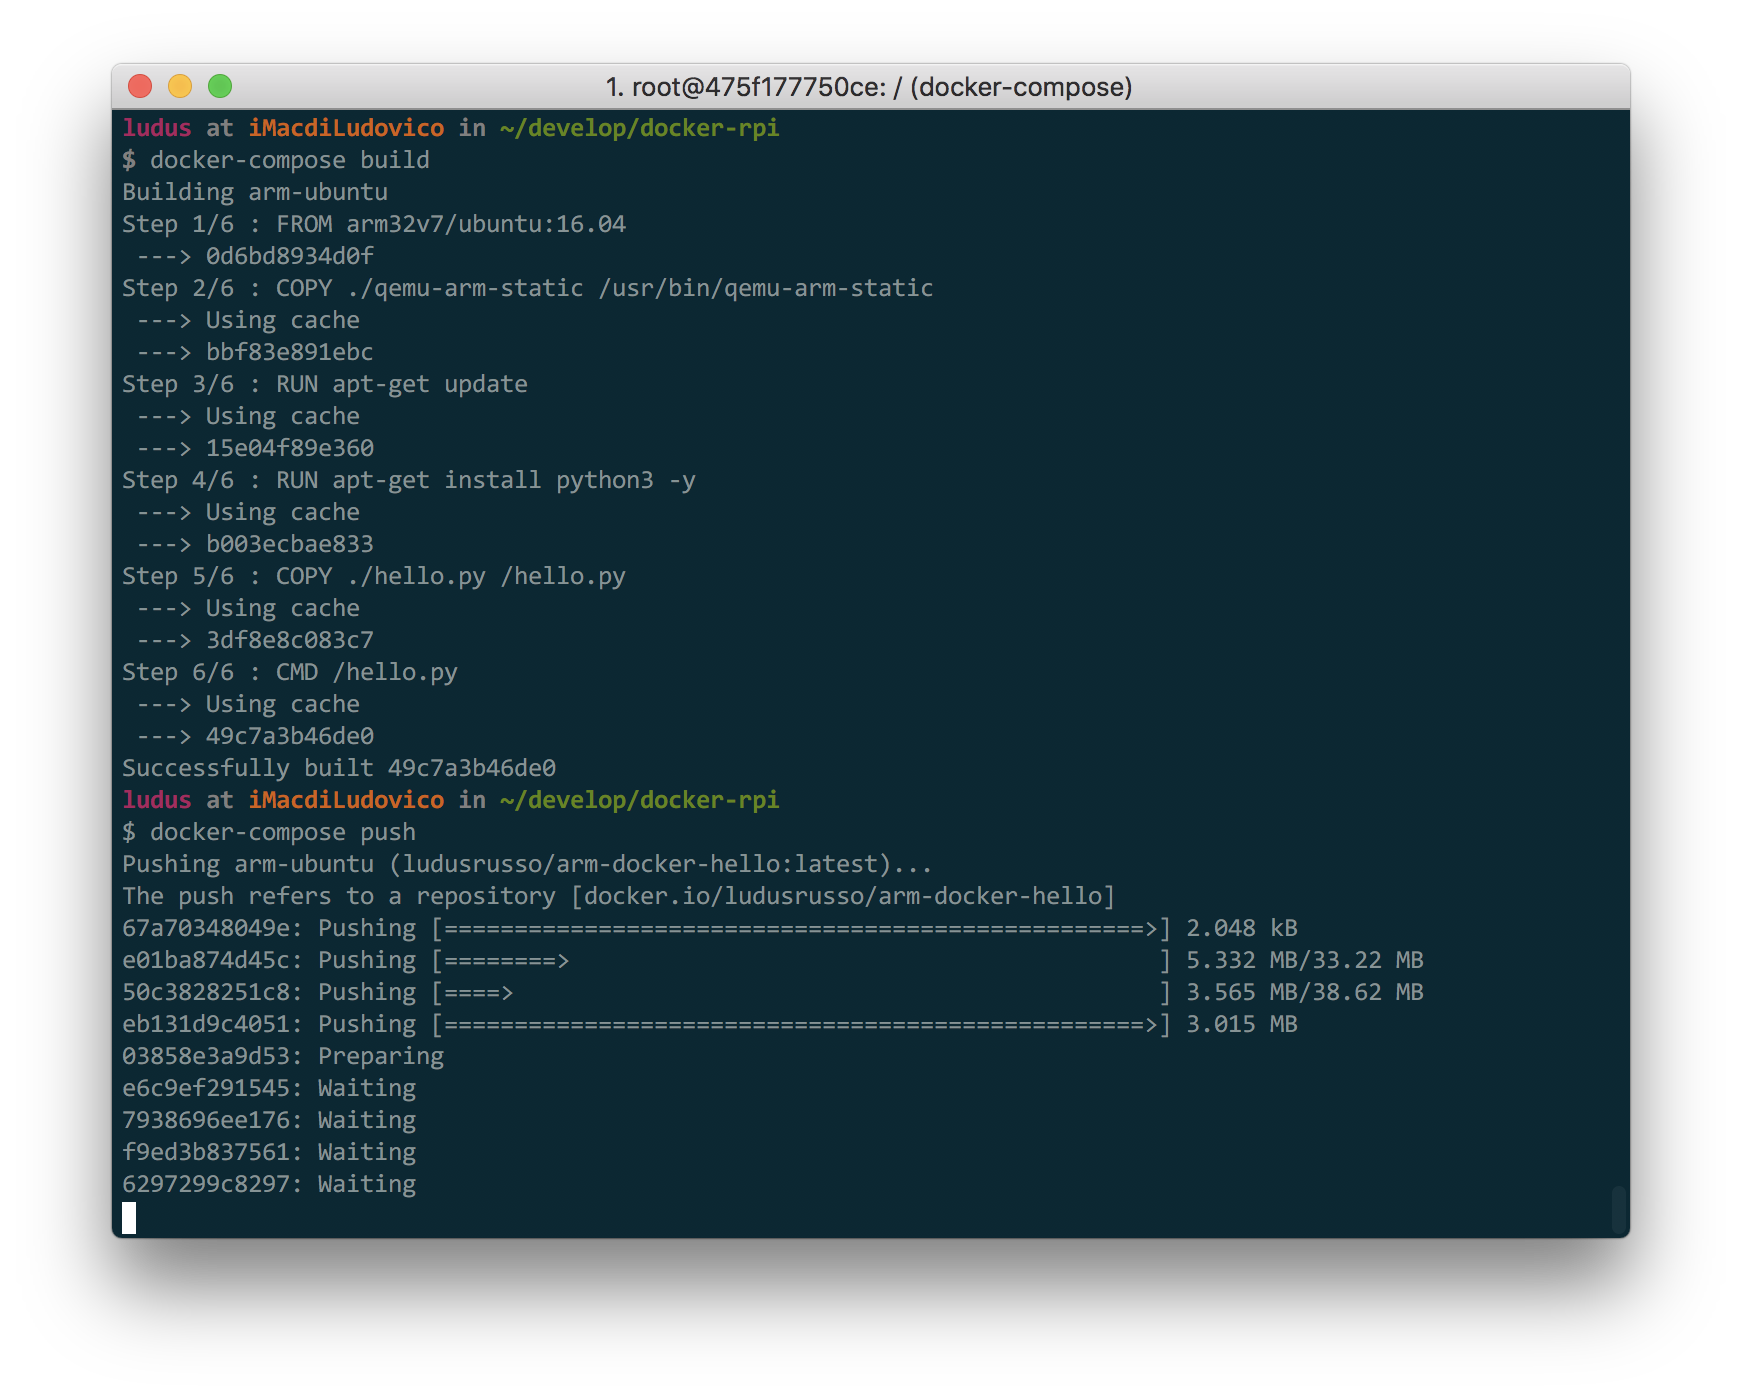 1. root@475f177750ce: / (docker-compose)
ludus at iMacdiLudovico in ~/develop/docker-rpi
$ docker-compose build
Building arm-ubuntu
Step 1/6 : FROM arm32v7/ubuntu:16.04
 ---> 0d6bd8934d0f
Step 2/6 : COPY ./qemu-arm-static /usr/bin/qemu-arm-static
 ---> Using cache
 ---> bbf83e891ebc
Step 3/6 : RUN apt-get update
 ---> Using cache
 ---> 15e04f89e360
Step 4/6 : RUN apt-get install python3 -y
 ---> Using cache
 ---> b003ecbae833
Step 5/6 : COPY ./hello.py /hello.py
 ---> Using cache
 ---> 3df8e8c083c7
Step 6/6 : CMD /hello.py
 ---> Using cache
 ---> 49c7a3b46de0
Successfully built 49c7a3b46de0
ludus at iMacdiLudovico in ~/develop/docker-rpi
$ docker-compose push
Pushing arm-ubuntu (ludusrusso/arm-docker-hello:latest)...
The push refers to a repository [docker.io/ludusrusso/arm-docker-hello]
67a70348049e: Pushing [==================================================>] 2.048 kB
e01ba874d45c: Pushing [========>                                          ] 5.332 MB/33.22 MB
50c3828251c8: Pushing [====>                                              ] 3.565 MB/38.62 MB
eb131d9c4051: Pushing [==================================================>] 3.015 MB
03858e3a9d53: Preparing
e6c9ef291545: Waiting
7938696ee176: Waiting
f9ed3b837561: Waiting
6297299c8297: Waiting